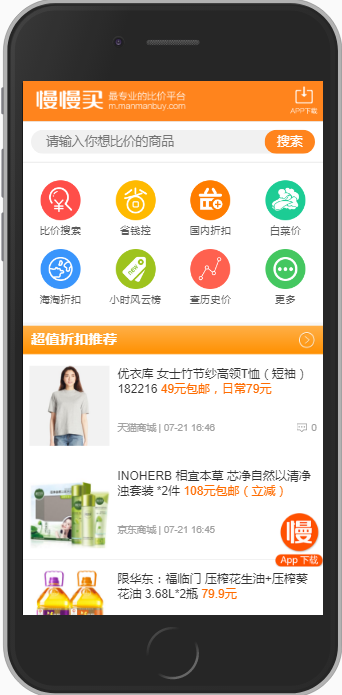 慢慢买 最专业的比价平台
m.manmanbuy.com
APP下载
请输入你想比价的商品 搜索
比价搜索 省钱控 国内折扣 白菜价
海淘折扣 小时风云榜 查历史价 更多
超值折扣推荐
优衣库 女士竹节纱高领T恤（短袖）
182216 49元包邮，日常79元
天猫商城 | 07-21 16:46 0
INOHERB 相宜本草 芯净自然以清净
浊套装 *2件 108元包邮（立减）
京东商城 | 07-21 16:45
慢
App 下载
限华东：福临门 压榨花生油+压榨葵
花油 3.68L*2瓶 79.9元